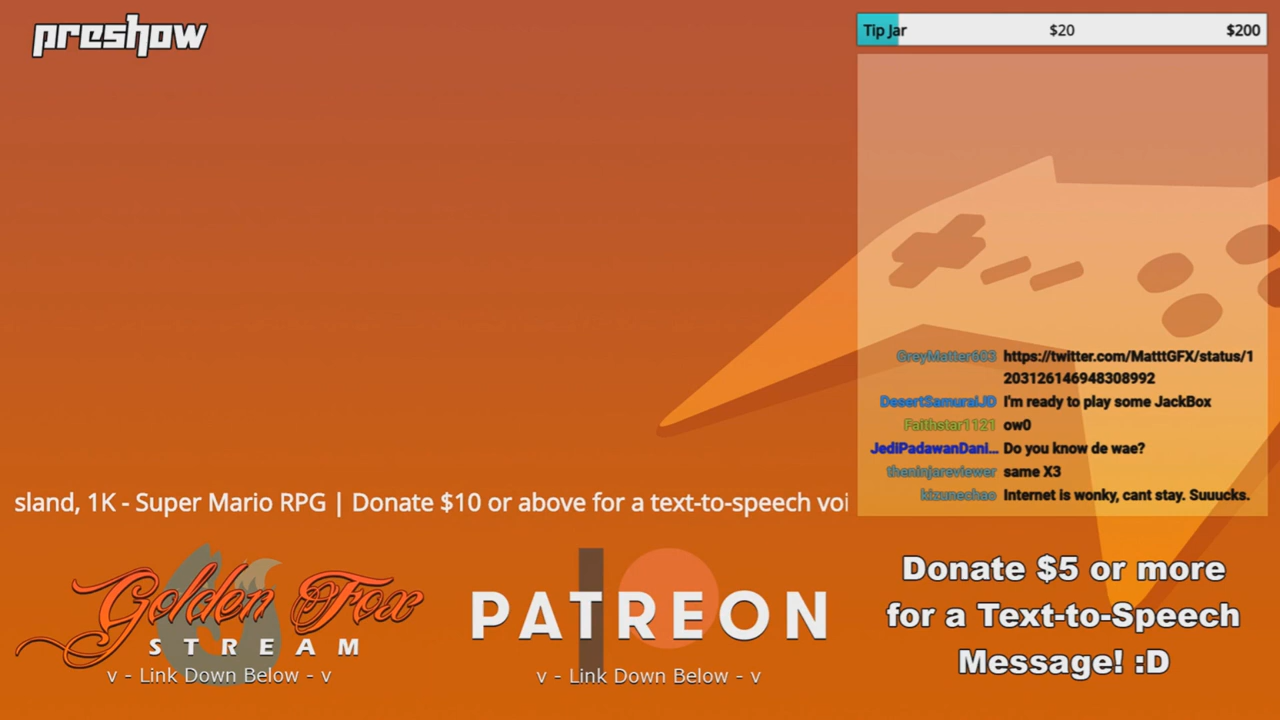 preshow
Tip Jar $20 $200
GreyMatter603 https://twitter.com/MatttGFX/status/1
203126146948308992
DesertSamuraiJD I'm ready to play some JackBox
Faithstar1121 ow0
JediPadawanDani... Do you know de wae?
theninjareviewer same X3
kizunechao Internet is wonky, cant stay. Suuucks.
sland, 1K - Super Mario RPG | Donate $10 or above for a text-to-speech voi
Golden Fox
STREAM
v - Link Down Below - v
PATREON
v - Link Down Below - v
Donate $5 or more
for a Text-to-Speech
Message! :D